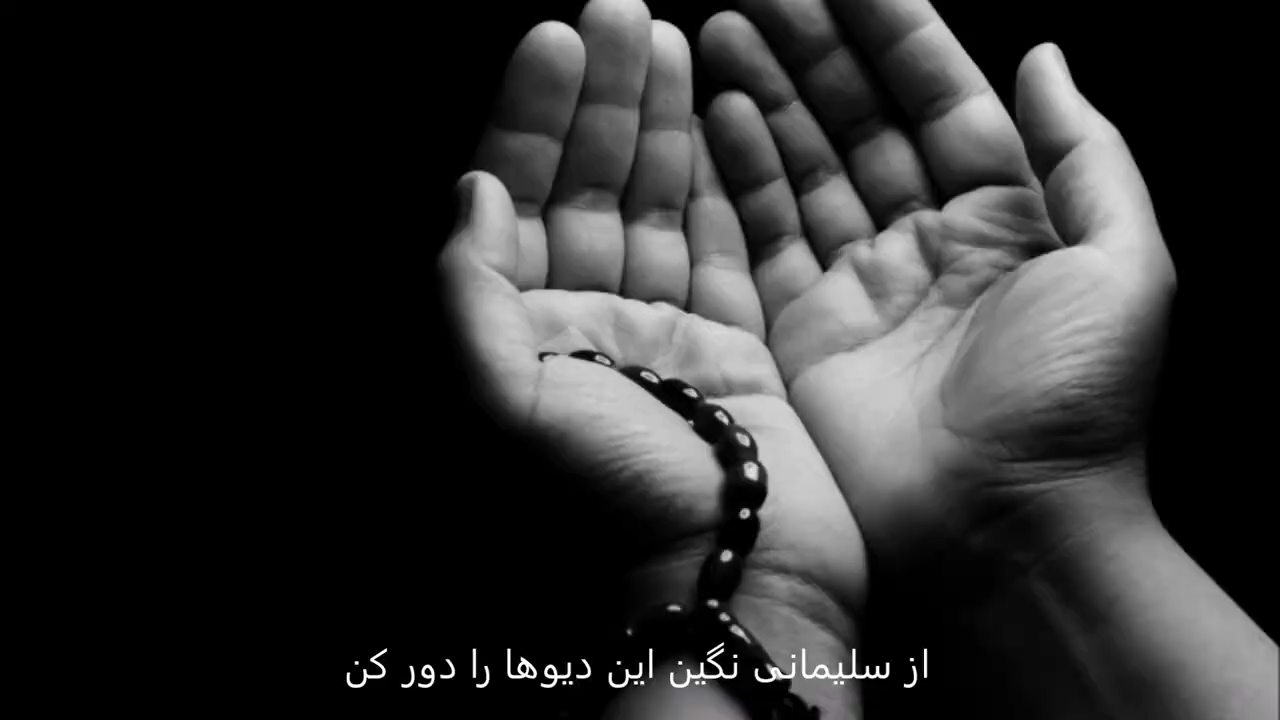 از سلیمانی نگین این دیوها را دور کن